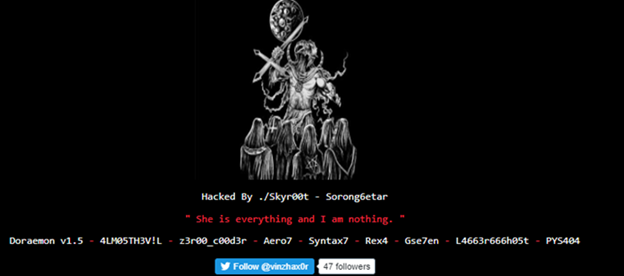 Hacked By ./Skyr00t - Sorong6etar
" She is everything and I am nothing. "
Doraemon v1.5 - 4LM05TH3V!L - z3r00_c00d3r - Aero7 - Syntax7 - Rex4 - Gse7en - L4663r666h05t - PYS404
Follow @vinzhax0r 47 followers